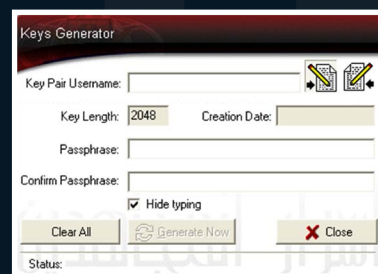 Keys Generator
Key Pair Username:
Key Length: 2048 Creation Date:
Passphrase:
Confirm Passphrase:
Hide typing
Clear All Generate Now Close
Status: